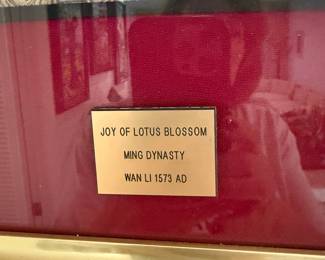 JOY OF LOTUS BLOSSOM
MING DYNASTY
WAN LI 1573 AD